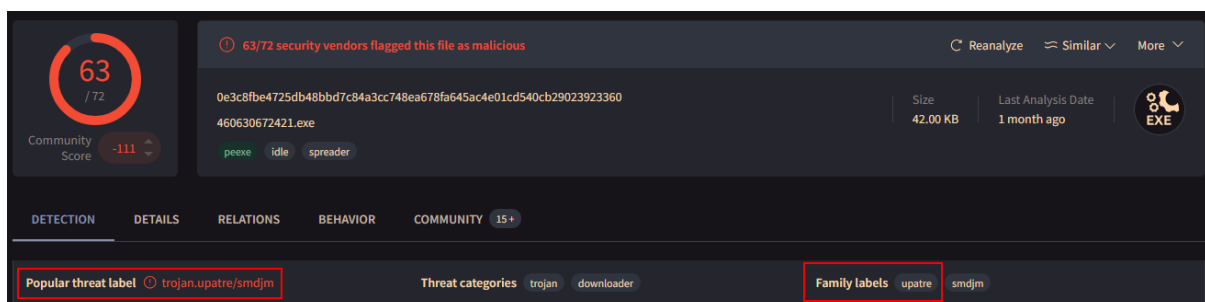 63/72 security vendors flagged this file as malicious
Reanalyze
Similar
More
63
/ 72
Community
Score
-111
0e3c8fbe4725db48bbd7c84a3cc748ea678fa645ac4e01cd540cb29023923360
460630672421.exe
peexe idle spreader
Size
42.00 KB
Last Analysis Date
1 month ago
EXE
DETECTION DETAILS RELATIONS BEHAVIOR COMMUNITY 15+
Popular threat label trojan.upatre/smdjm
Threat categories trojan downloader
Family labels upatre smdjm